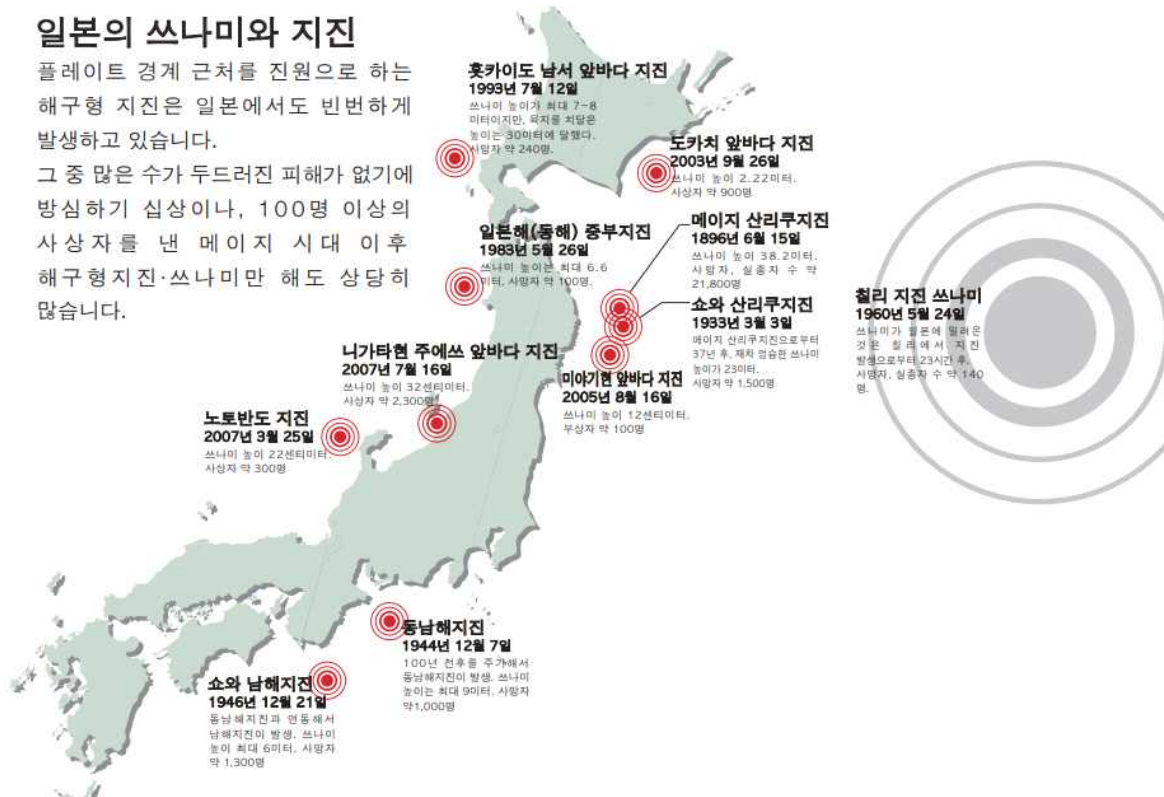 일본의 쓰나미와 지진
플레이트 경계 근처를 진원으로 하는
해구형 지진은 일본에서도 빈번하게
발생하고 있습니다.
그 중 많은 수가 두드러진 피해가 없기에
방심하기 십상이나, 100명 이상의
사상자를 낸 메이지 시대 이후
해구형지진·쓰나미만 해도 상당히
많습니다.
홋카이도 남서 앞바다 지진
1993년 7월 12일
쓰나미 높이가 최대 7-8
미터이지만, 육지를 치달은
높이는 30미터에 달했다.
사망자 약 240명.
도카치 앞바다 지진
2003년 9월 26일
쓰나미 높이 2.22미터.
사상자 약 900명
일본해(동해) 중부지진
1983년 5월 26일
쓰나미 높이는 최대 6.6
미터. 사망자 약 100명.
메이지 산리쿠지진
1896년 6월 15일
쓰나미 높이 38.2미터.
사망자, 실종자 수 약
21,800명
쇼와 산리쿠지진
1933년 3월 3일
메이지 산리쿠지진으로부터
37년 후, 재차 엄습한 쓰나미
높이가 23미터.
사망자 약 1,500명
칠리 지진 쓰나미
1960년 5월 24일
쓰나미가 일본에 밀려온
것은 칠리에서 지진
발생으로부터 23시간 후.
사망자, 실종자 수 약 140
명.
니가타현 주에쓰 앞바다 지진
2007년 7월 16일
쓰나미 높이 32센티미터.
사상자 약 2,300명
미야기현 앞바다 지진
2005년 8월 16일
쓰나미 높이 12센티미터.
부상자 약 100명
노토반도 지진
2007년 3월 25일
쓰나미 높이 22센티미터.
사상자 약 300명
동남해지진
1944년 12월 7일
100년 전후를 주기해서
동남해지진이 발생. 쓰나미
높이는 최대 9미터. 사망자
약1,000명
쇼와 남해지진
1946년 12월 21일
동남해지진과 연동해서
남해지진이 발생. 쓰나미
높이 최대 6미터. 사망자
약 1,300명